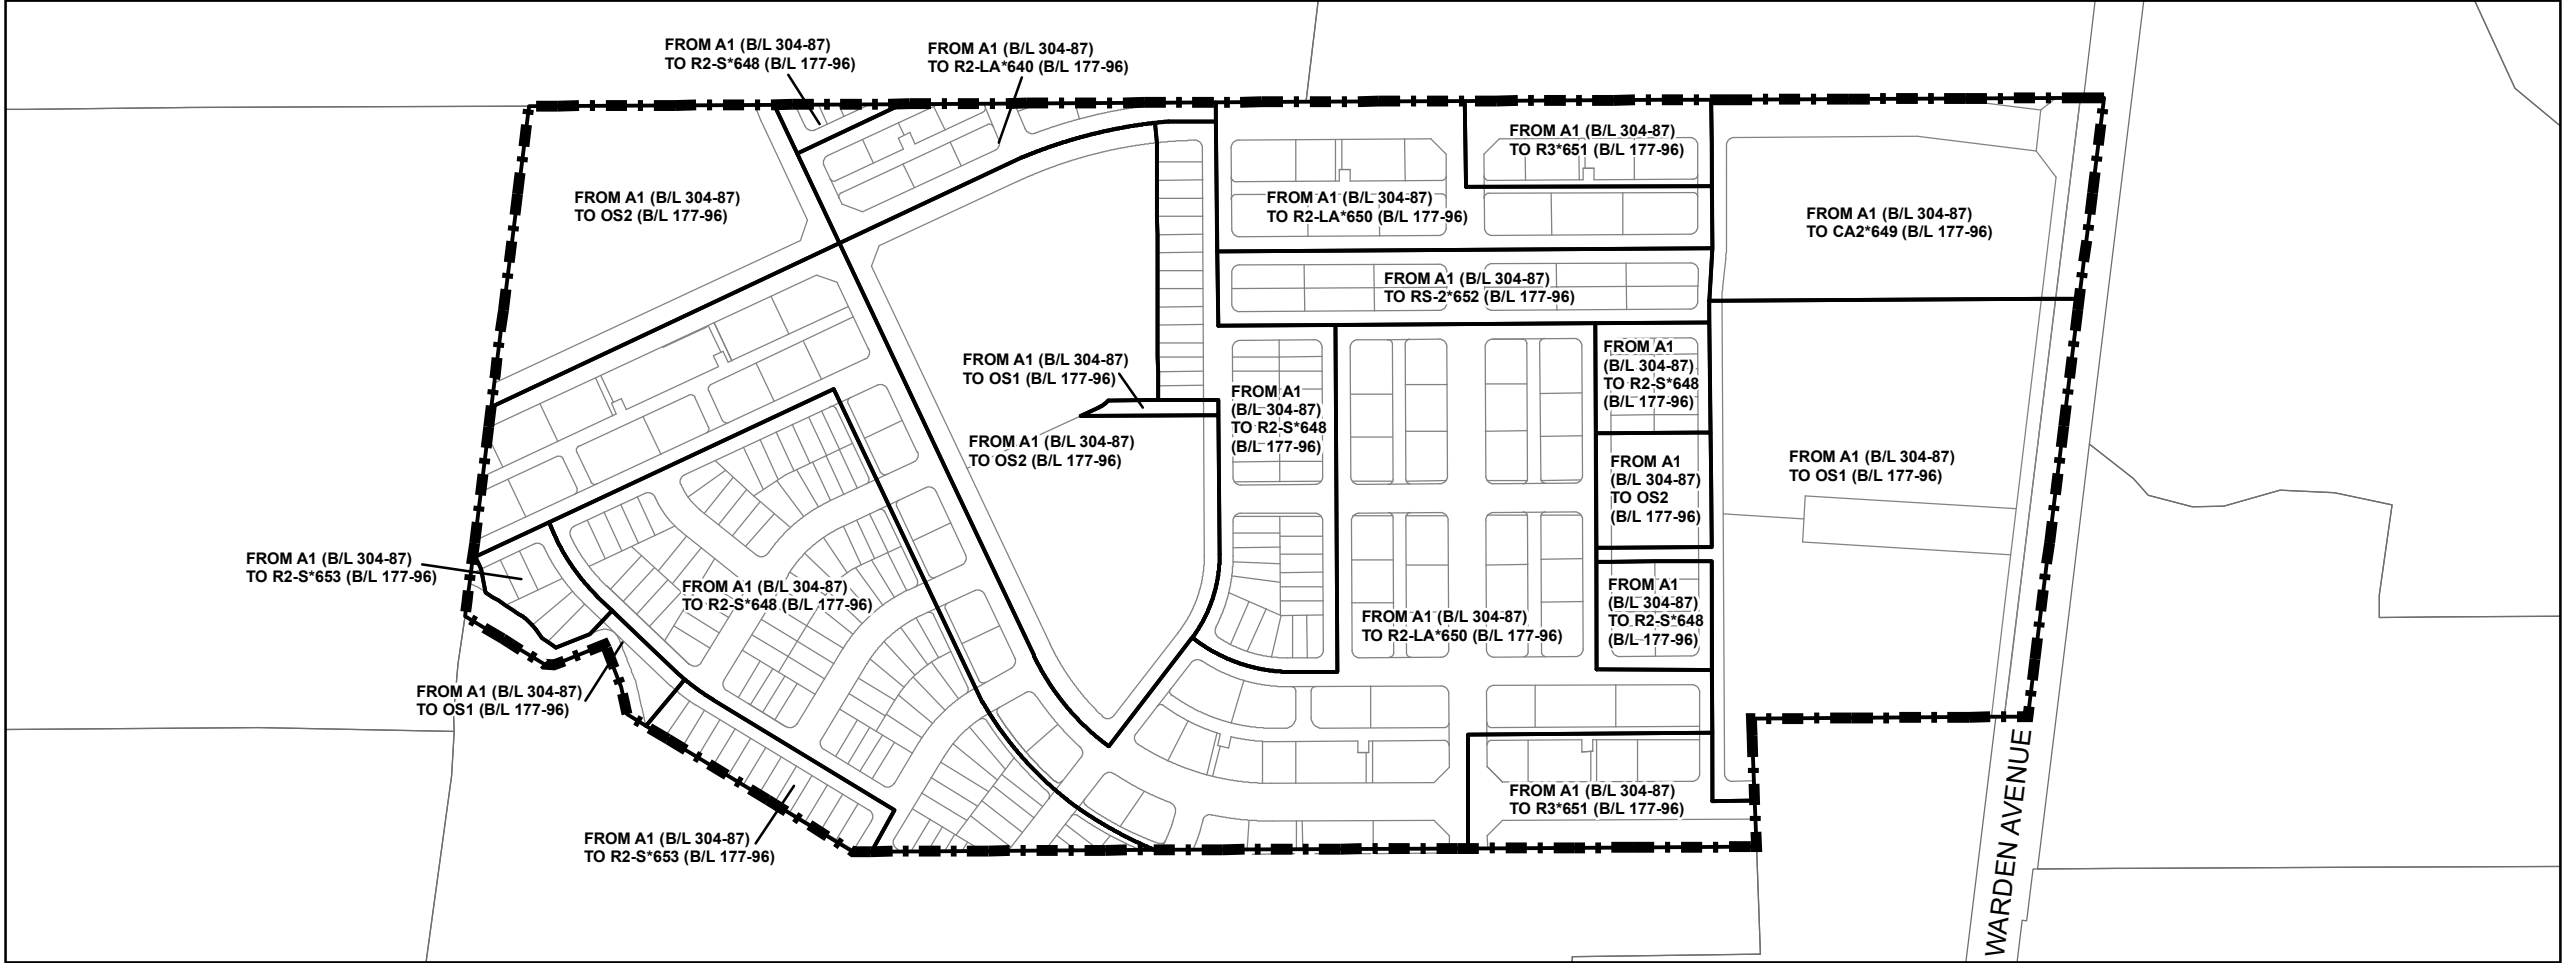 FROM A1 (B/L 304-87)
TO R2-S*648 (B/L 177-96)
FROM A1 (B/L 304-87)
TO R2-LA*640 (B/L 177-96)
FROM A1 (B/L 304-87)
TO R3*651 (B/L 177-96)
FROM A1 (B/L 304-87)
TO OS2 (B/L 177-96)
FROM A1 (B/L 304-87)
TO R2-LA*650 (B/L 177-96)
FROM A1 (B/L 304-87)
TO CA2*649 (B/L 177-96)
FROM A1 (B/L 304-87)
TO RS-2*652 (B/L 177-96)
FROM A1 (B/L 304-87)
TO OS1 (B/L 177-96)
FROM A1
(B/L 304-87)
TO R2-S*648
(B/L 177-96)
FROM A1
(B/L 304-87)
TO R2-S*648
(B/L 177-96)
FROM A1 (B/L 304-87)
TO OS2 (B/L 177-96)
FROM A1
(B/L 304-87)
TO OS2
(B/L 177-96)
FROM A1 (B/L 304-87)
TO OS1 (B/L 177-96)
FROM A1 (B/L 304-87)
TO R2-S*653 (B/L 177-96)
FROM A1 (B/L 304-87)
TO R2-S*648 (B/L 177-96)
FROM A1 (B/L 304-87)
TO R2-LA*650 (B/L 177-96)
FROM A1
(B/L 304-87)
TO R2-S*648
(B/L 177-96)
FROM A1 (B/L 304-87)
TO OS1 (B/L 177-96)
FROM A1 (B/L 304-87)
TO R3*651 (B/L 177-96)
FROM A1 (B/L 304-87)
TO R2-S*653 (B/L 177-96)
WARDEN AVENUE